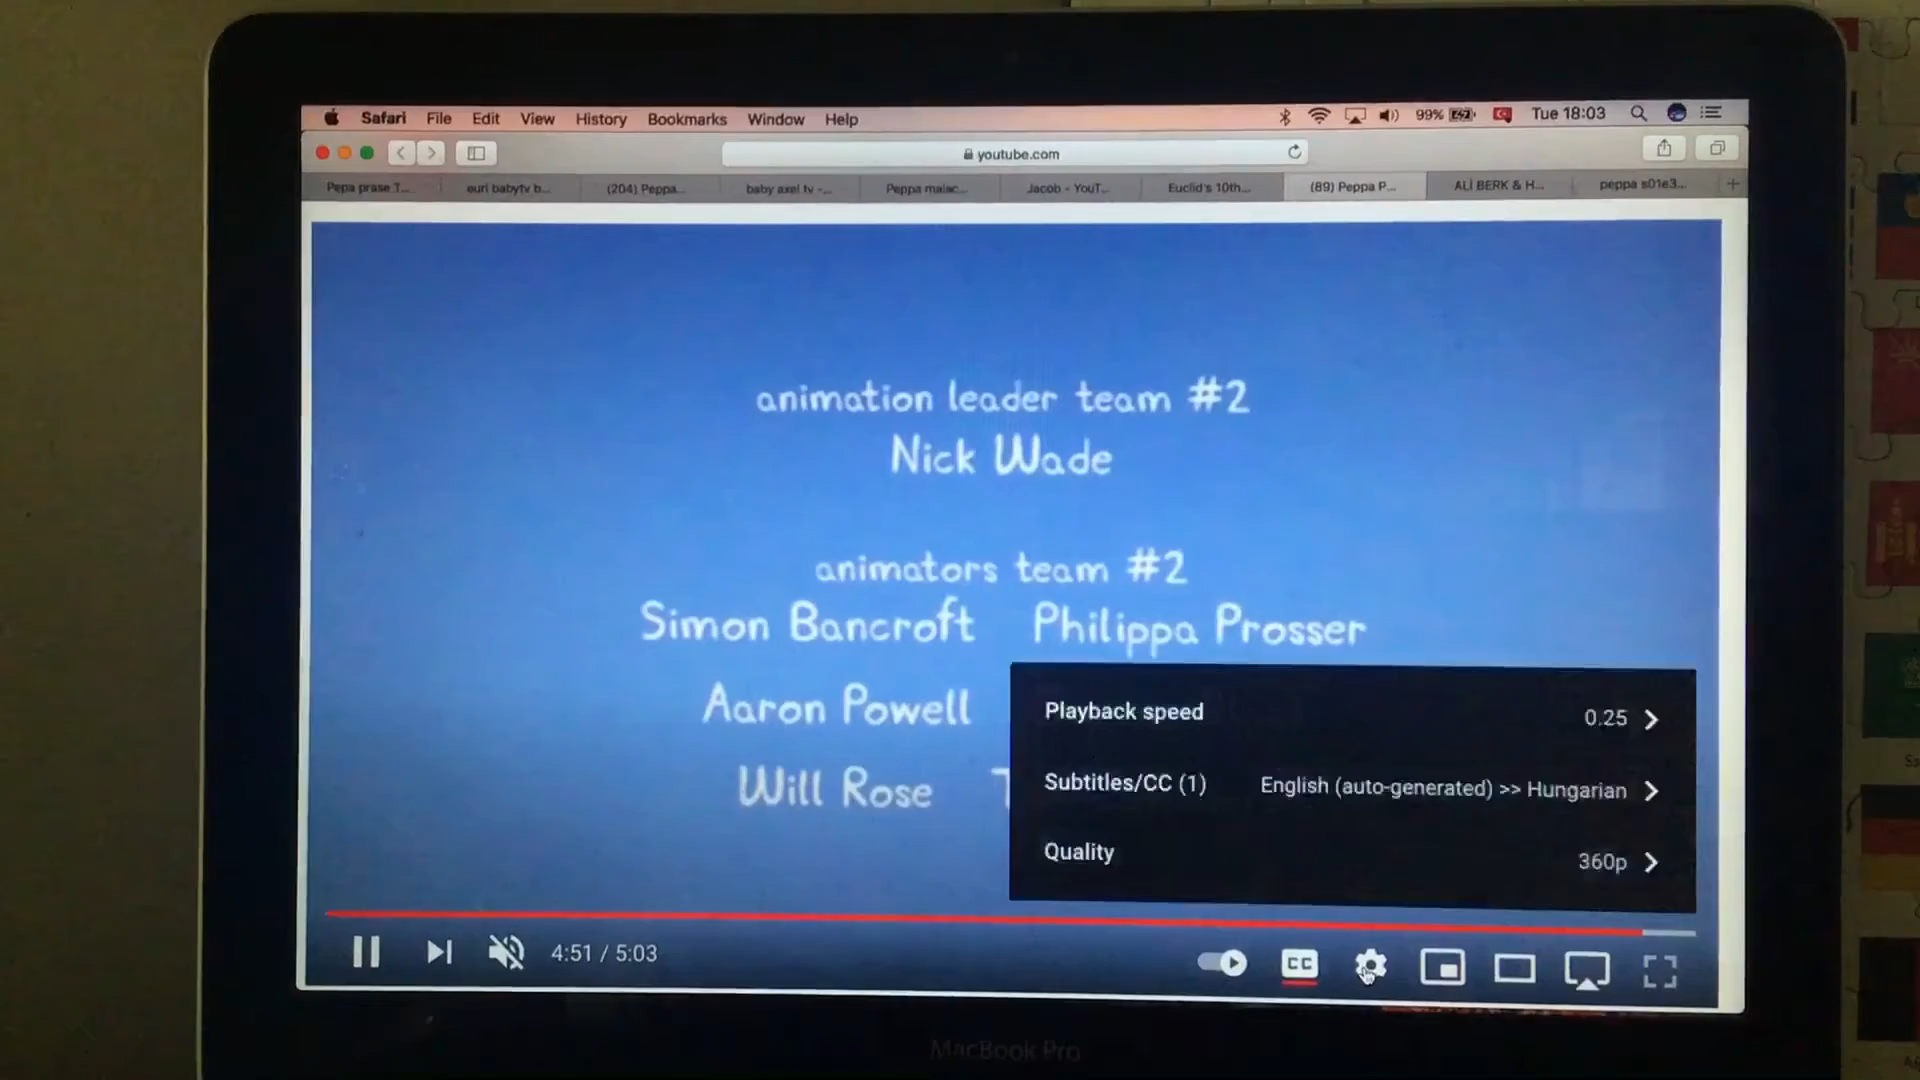 Safari File Edit View History Bookmarks Window Help 99% Tue 18:03
youtube.com
Pepa prase T... euri babytv b... (204) Peppa... baby axel tv -... Peppa malac... Jacob - YouT... Euclid's 10th... (89) Peppa P... ALİ BERK & H... peppa s01e3...
animation leader team #2
Nick Wade
animators team #2
Simon Bancroft Philippa Prosser
Aaron Powell
Will Rose
Playback speed 0.25
Subtitles/CC (1) English (auto-generated) >> Hungarian
Quality 360p
4:51 / 5:03 CC
MacBook Pro